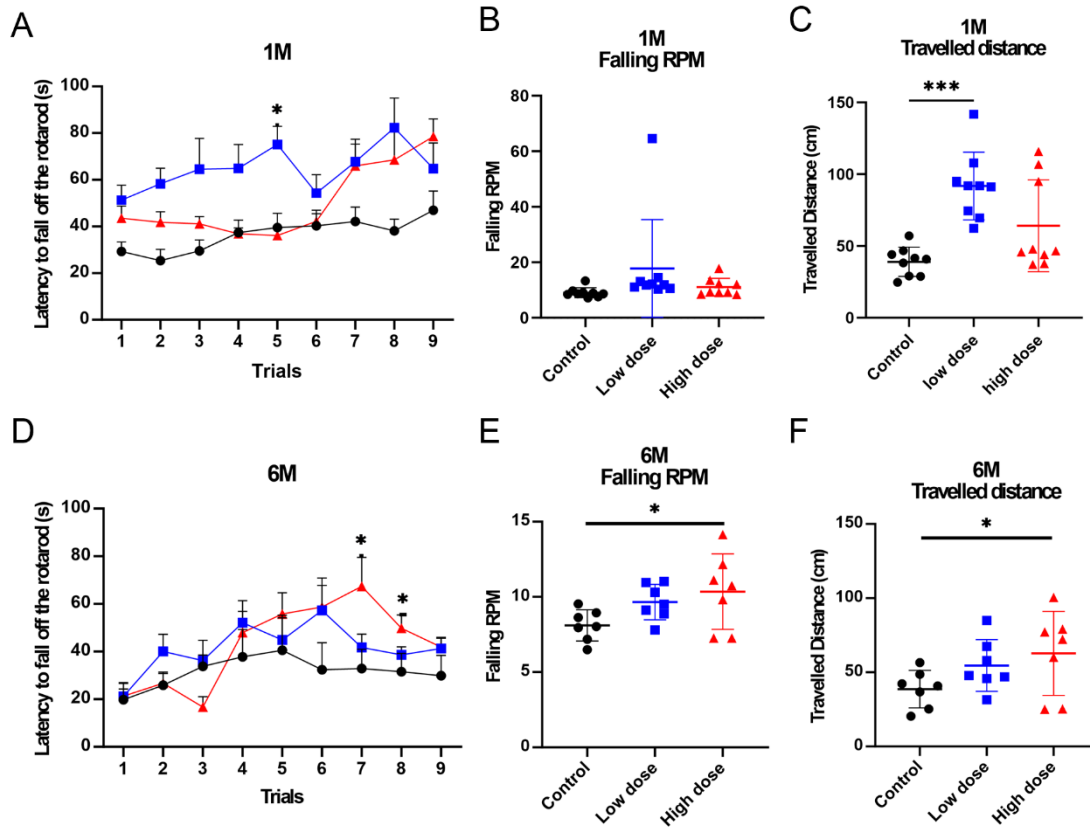 A
1M
Latency to fall off the rotarod (s)
100
80
60
40
20
0
*
1 2 3 4 5 6 7 8 9
Trials
B
1M
Falling RPM
Falling RPM
80
60
40
20
0
Control
Low dose
High dose
C
1M
Travelled distance
Travelled Distance (cm)
150
100
50
0
***
Control
low dose
high dose
D
6M
Latency to fall off the rotarod (s)
100
80
60
40
20
0
*
*
1 2 3 4 5 6 7 8 9
Trials
E
6M
Falling RPM
Falling RPM
15
10
5
0
*
Control
Low dose
High dose
F
6M
Travelled distance
Travelled Distance (cm)
150
100
50
0
*
Control
Low dose
High dose